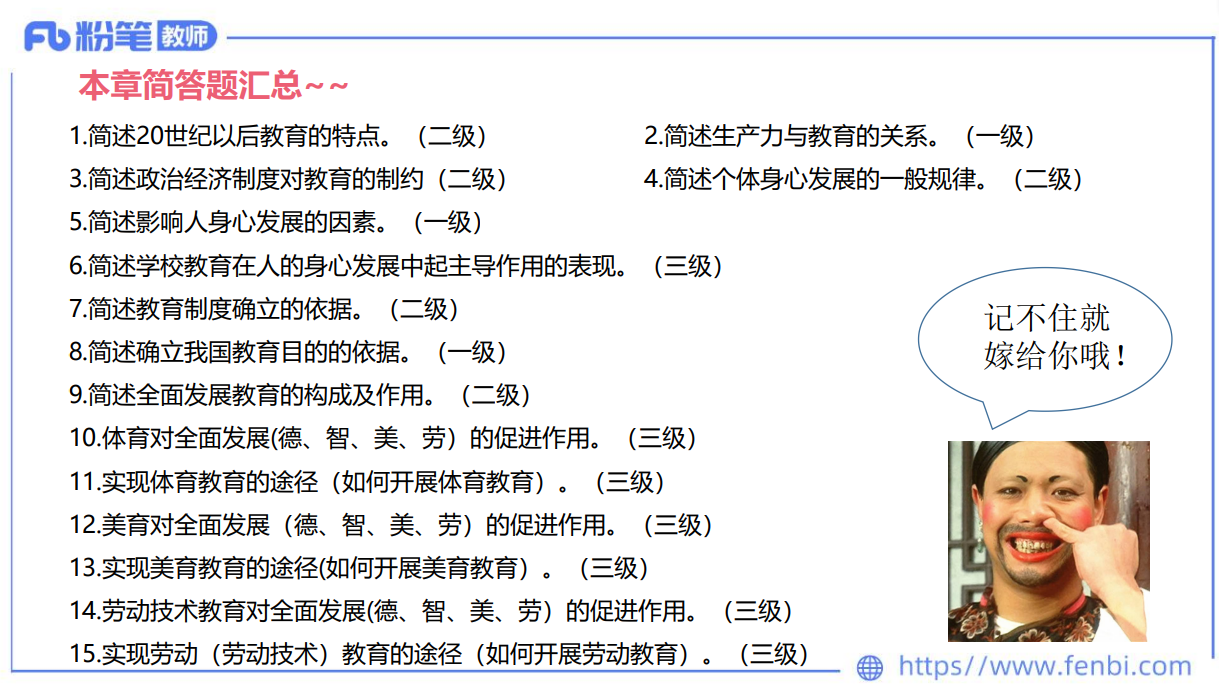 粉笔教师
本章简答题汇总~~
1.简述20世纪以后教育的特点。（二级）
2.简述生产力与教育的关系。（一级）
3.简述政治经济制度对教育的制约（二级）
4.简述个体身心发展的一般规律。（二级）
5.简述影响人身心发展的因素。（一级）
6.简述学校教育在人的身心发展中起主导作用的表现。（三级）
7.简述教育制度确立的依据。（二级）
8.简述确立我国教育目的的依据。（一级）
9.简述全面发展教育的构成及作用。（二级）
10.体育对全面发展(德、智、美、劳）的促进作用。（三级）
11.实现体育教育的途径（如何开展体育教育）。（三级）
12.美育对全面发展（德、智、美、劳）的促进作用。（三级）
13.实现美育教育的途径(如何开展美育教育）。（三级）
14.劳动技术教育对全面发展(德、智、美、劳）的促进作用。（三级）
15.实现劳动（劳动技术）教育的途径（如何开展劳动教育）。（三级）
记不住就
嫁给你哦！
https//www.fenbi.com